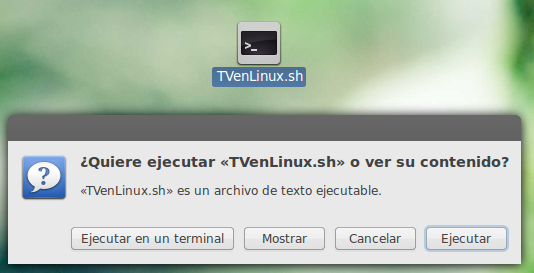 TVenLinux.sh
¿Quiere ejecutar «TVenLinux.sh» o ver su contenido?
«TVenLinux.sh» es un archivo de texto ejecutable.
Ejecutar en un terminal
Mostrar
Cancelar
Ejecutar